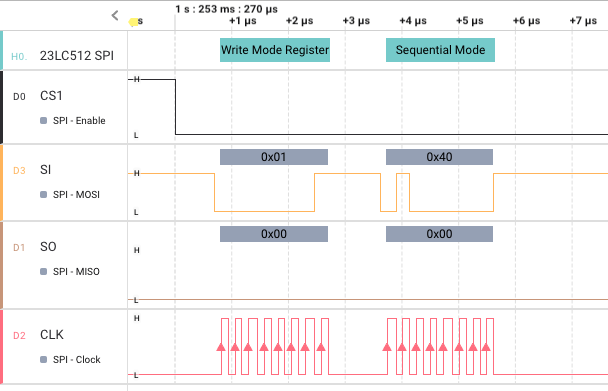 1 s : 253 ms : 270 µs
s
+1 µs
+2 µs
+3 µs
+4 µs
+5 µs
+6 µs
+7 µs
H0.
23LC512 SPI
Write Mode Register
Sequential Mode
D0
CS1
SPI - Enable
H
L
D3
SI
SPI - MOSI
H
L
0x01
0x40
D1
SO
SPI - MISO
H
L
0x00
0x00
D2
CLK
SPI - Clock
H
L